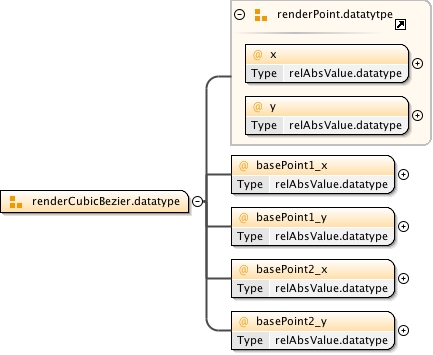 renderPoint.datatytpe
@ x
Type relAbsValue.datatype
@ y
Type relAbsValue.datatype
@ basePoint1_x
Type relAbsValue.datatype
renderCubicBezier.datatype
@ basePoint1_y
Type relAbsValue.datatype
@ basePoint2_x
Type relAbsValue.datatype
@ basePoint2_y
Type relAbsValue.datatype